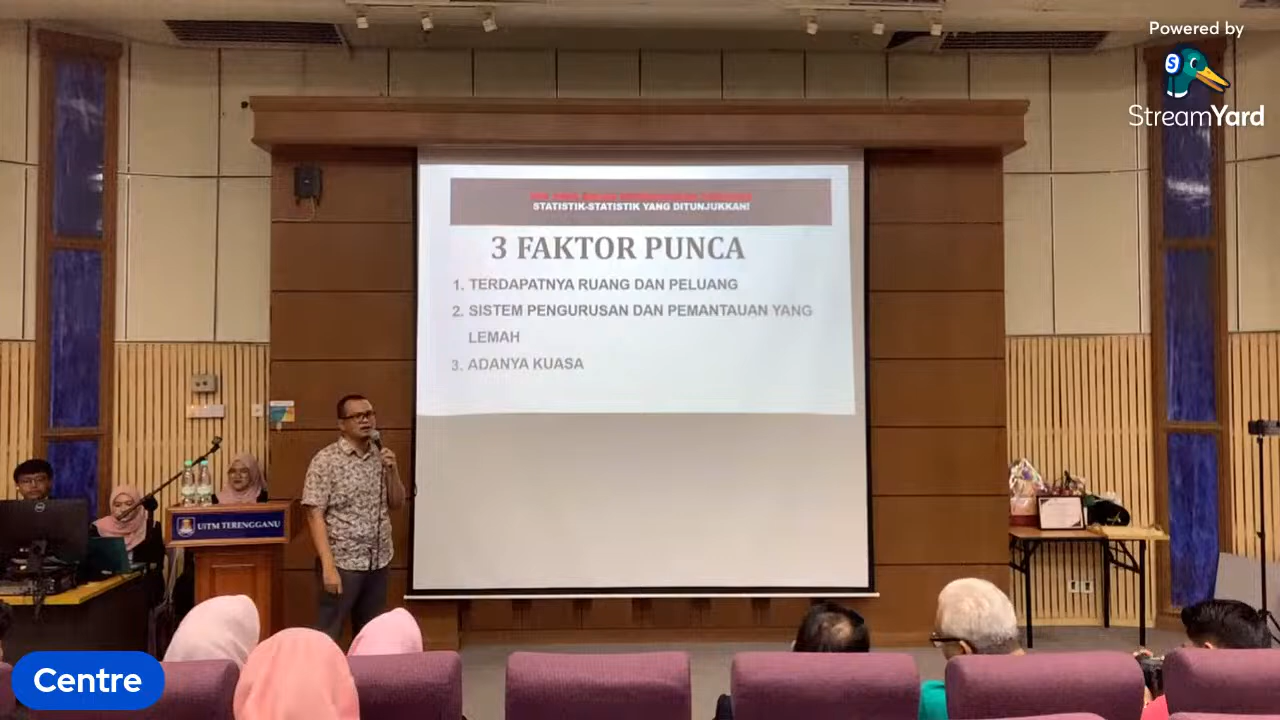 Powered by
S
StreamYard
STATISTIK-STATISTIK YANG DITUNJUKKAN!
3 FAKTOR PUNCA
1. TERDAPATNYA RUANG DAN PELUANG
2. SISTEM PENGURUSAN DAN PEMANTAUAN YANG
LEMAH
3. ADANYA KUASA
UiTM TERENGGANU
Centre